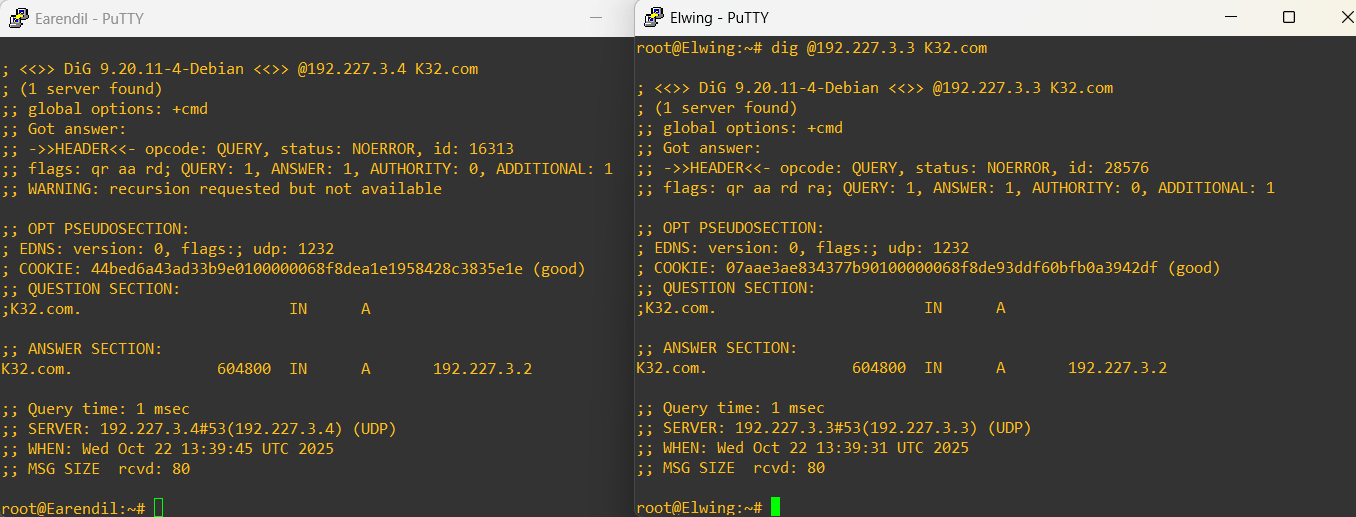 Earendil - PuTTY
; <<>> DiG 9.20.11-4-Debian <<>> @192.227.3.4 K32.com
; (1 server found)
;; global options: +cmd
;; Got answer:
;; ->>HEADER<<- opcode: QUERY, status: NOERROR, id: 16313
;; flags: qr aa rd; QUERY: 1, ANSWER: 1, AUTHORITY: 0, ADDITIONAL: 1
;; WARNING: recursion requested but not available
;; OPT PSEUDOSECTION:
; EDNS: version: 0, flags:; udp: 1232
; COOKIE: 44bed6a43ad33b9e0100000068f8dea1e1958428c3835e1e (good)
;; QUESTION SECTION:
;K32.com. IN A
;; ANSWER SECTION:
K32.com. 604800 IN A 192.227.3.2
;; Query time: 1 msec
;; SERVER: 192.227.3.4#53(192.227.3.4) (UDP)
;; WHEN: Wed Oct 22 13:39:45 UTC 2025
;; MSG SIZE rcvd: 80
root@Earendil:~#
Elwing - PuTTY
root@Elwing:~# dig @192.227.3.3 K32.com
; <<>> DiG 9.20.11-4-Debian <<>> @192.227.3.3 K32.com
; (1 server found)
;; global options: +cmd
;; Got answer:
;; ->>HEADER<<- opcode: QUERY, status: NOERROR, id: 28576
;; flags: qr aa rd ra; QUERY: 1, ANSWER: 1, AUTHORITY: 0, ADDITIONAL: 1
;; OPT PSEUDOSECTION:
; EDNS: version: 0, flags:; udp: 1232
; COOKIE: 07aae3ae834377b90100000068f8de93ddf60bfb0a3942df (good)
;; QUESTION SECTION:
;K32.com. IN A
;; ANSWER SECTION:
K32.com. 604800 IN A 192.227.3.2
;; Query time: 1 msec
;; SERVER: 192.227.3.3#53(192.227.3.3) (UDP)
;; WHEN: Wed Oct 22 13:39:31 UTC 2025
;; MSG SIZE rcvd: 80
root@Elwing:~#